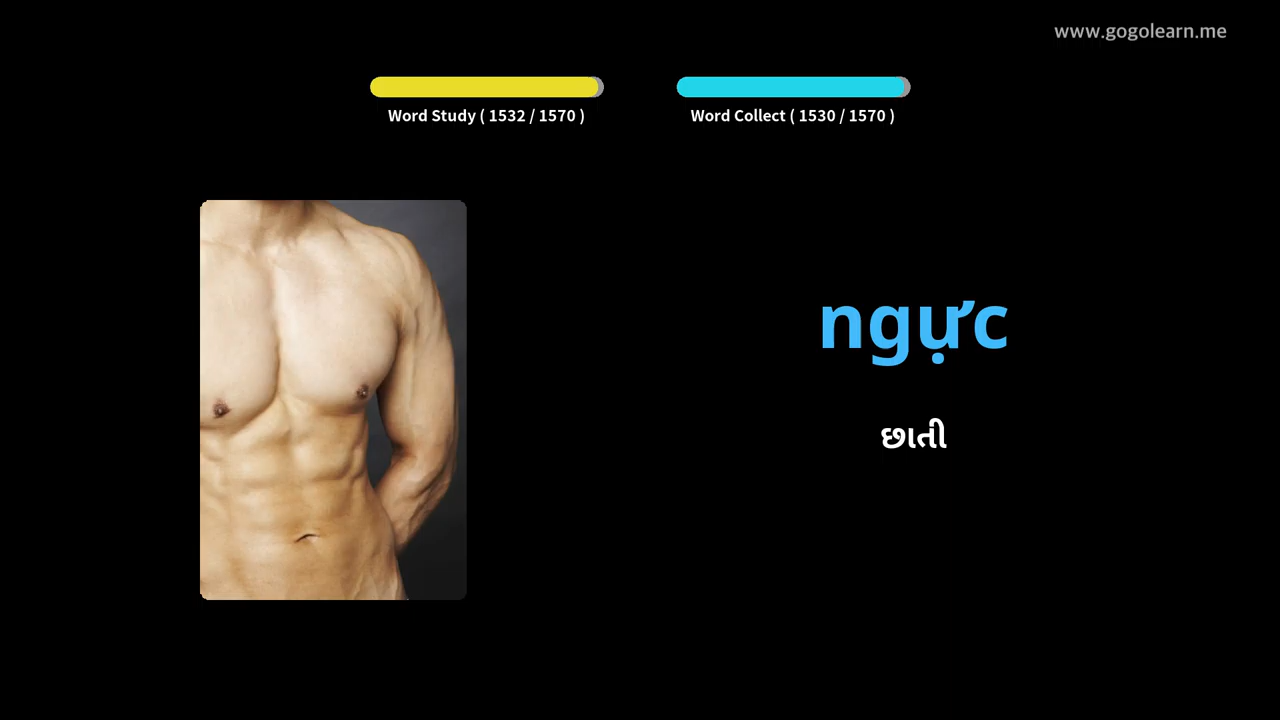 www.gogolearn.me
Word Study ( 1532 / 1570 )
Word Collect ( 1530 / 1570 )
ngực
છાતી